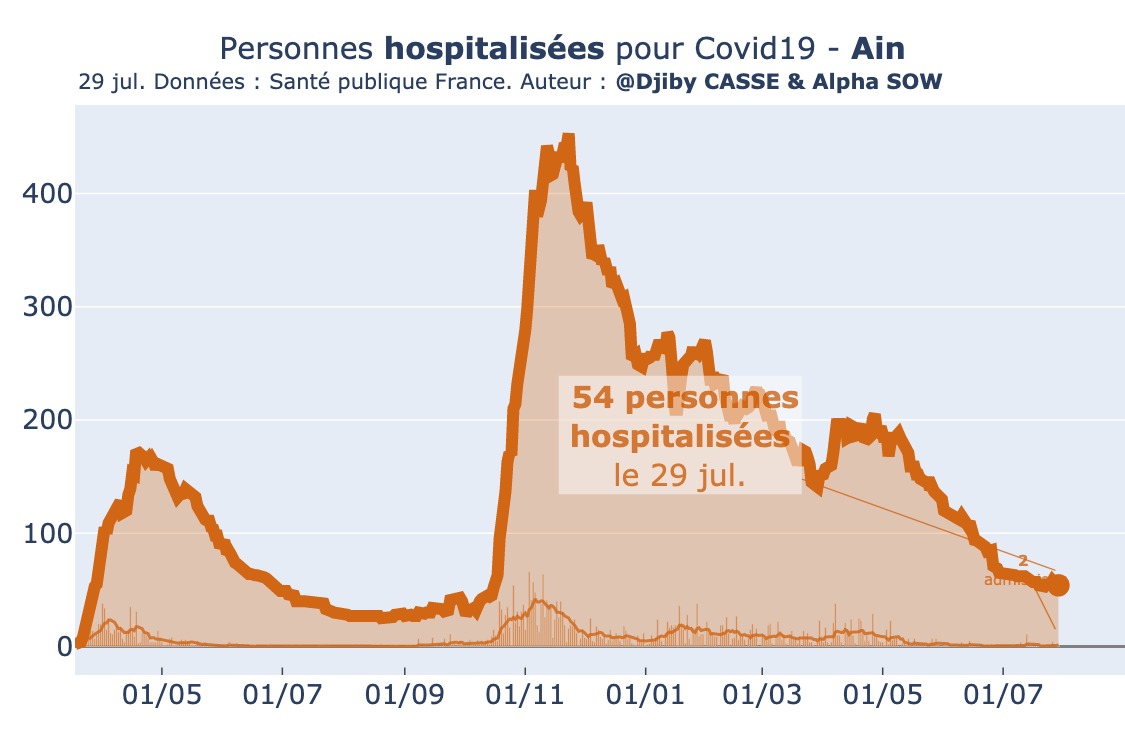 Personnes hospitalisées pour Covid19 - Ain
29 jul. Données : Santé publique France. Auteur : @Djiby CASSE & Alpha SOW
400
300
200
100
0
54 personnes
hospitalisées
le 29 jul.
2
01/05 01/07 01/09 01/11 01/01 01/03 01/05 01/07